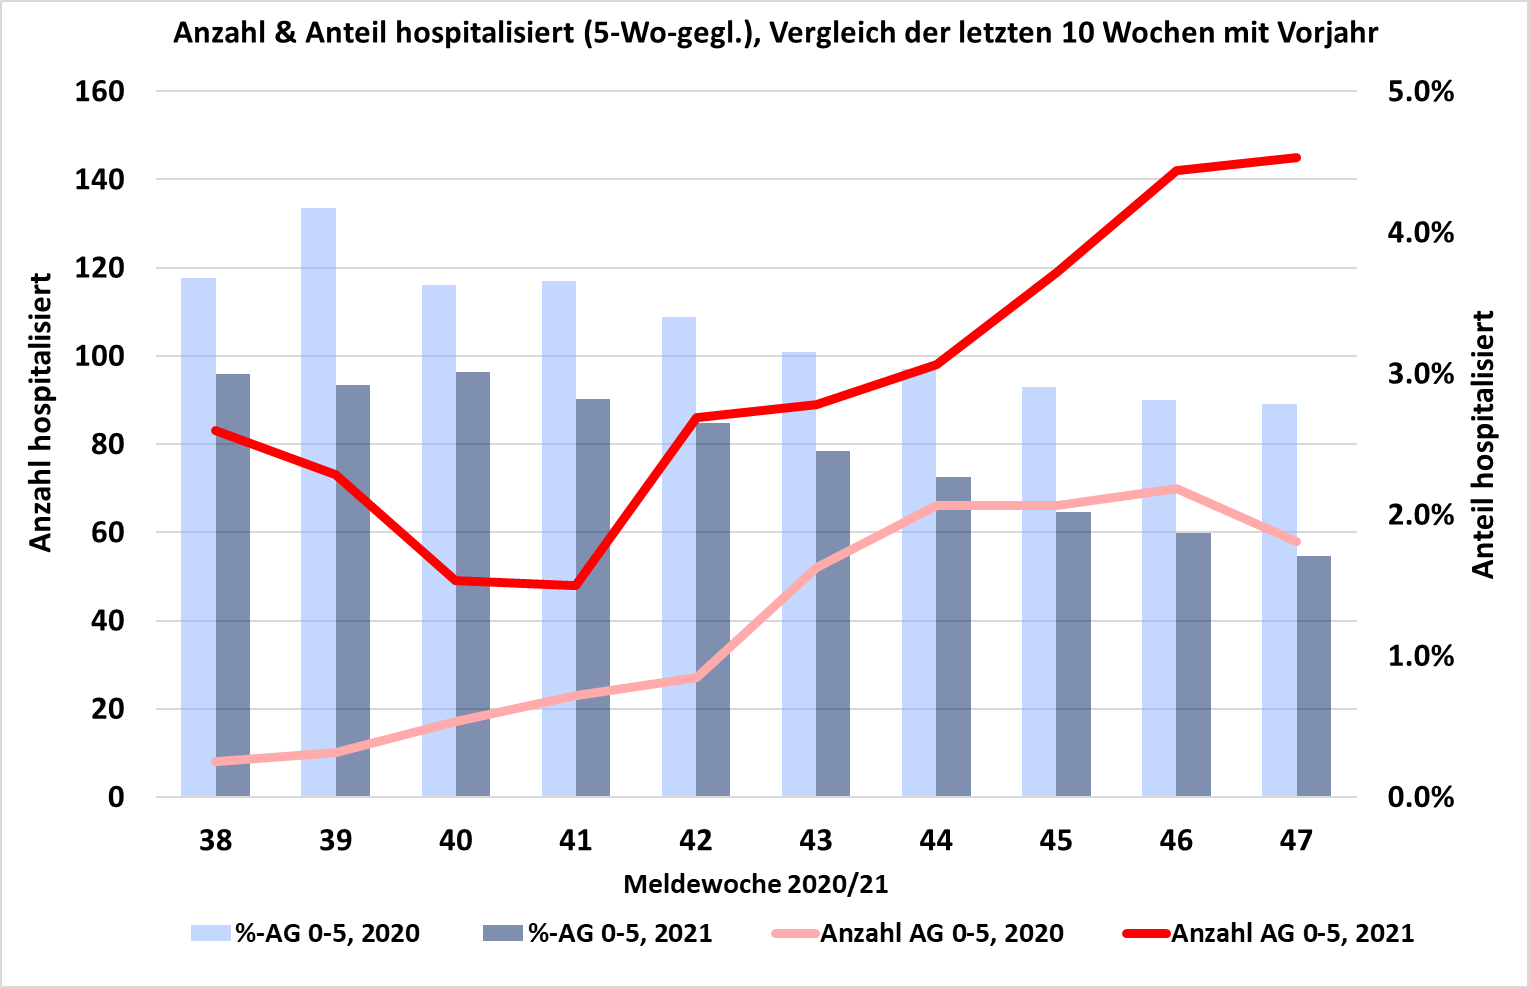 Anzahl & Anteil hospitalisiert (5-Wo-gegl.), Vergleich der letzten 10 Wochen mit Vorjahr
160
140
120
100
80
60
40
20
0
Anzahl hospitalisiert
5.0%
4.0%
3.0%
2.0%
1.0%
0.0%
Anteil hospitalisiert
38 39 40 41 42 43 44 45 46 47
Meldewoche 2020/21
%-AG 0-5, 2020 %-AG 0-5, 2021 Anzahl AG 0-5, 2020 Anzahl AG 0-5, 2021